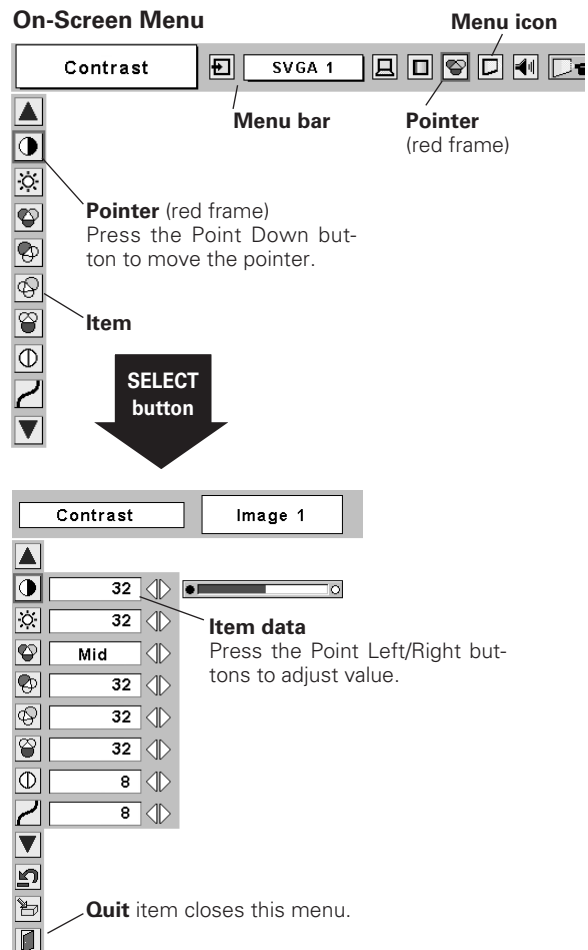 On-Screen Menu
Menu icon
Contrast
SVGA 1
Menu bar
Pointer
(red frame)
Pointer (red frame)
Press the Point Down but-
ton to move the pointer.
Item
SELECT
button
Contrast
Image 1
32
32
Mid
32
32
32
8
8
Item data
Press the Point Left/Right but-
tons to adjust value.
Quit item closes this menu.